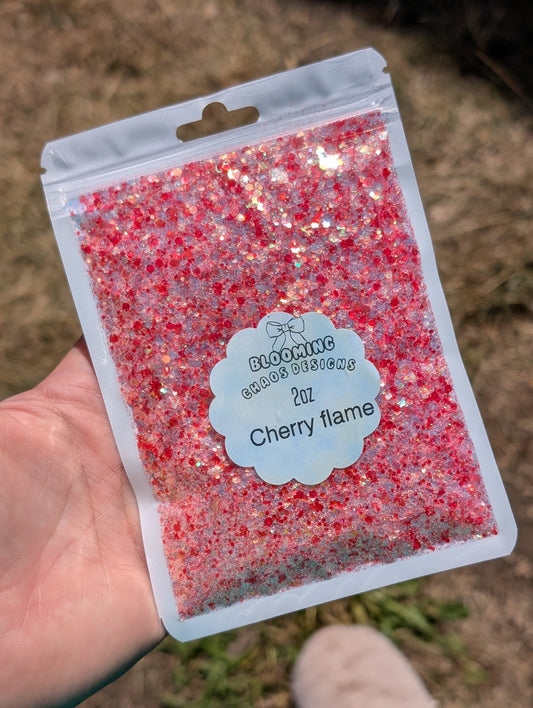 BLOOMING
CHAOS DESIGNS
2oz
Cherry flame